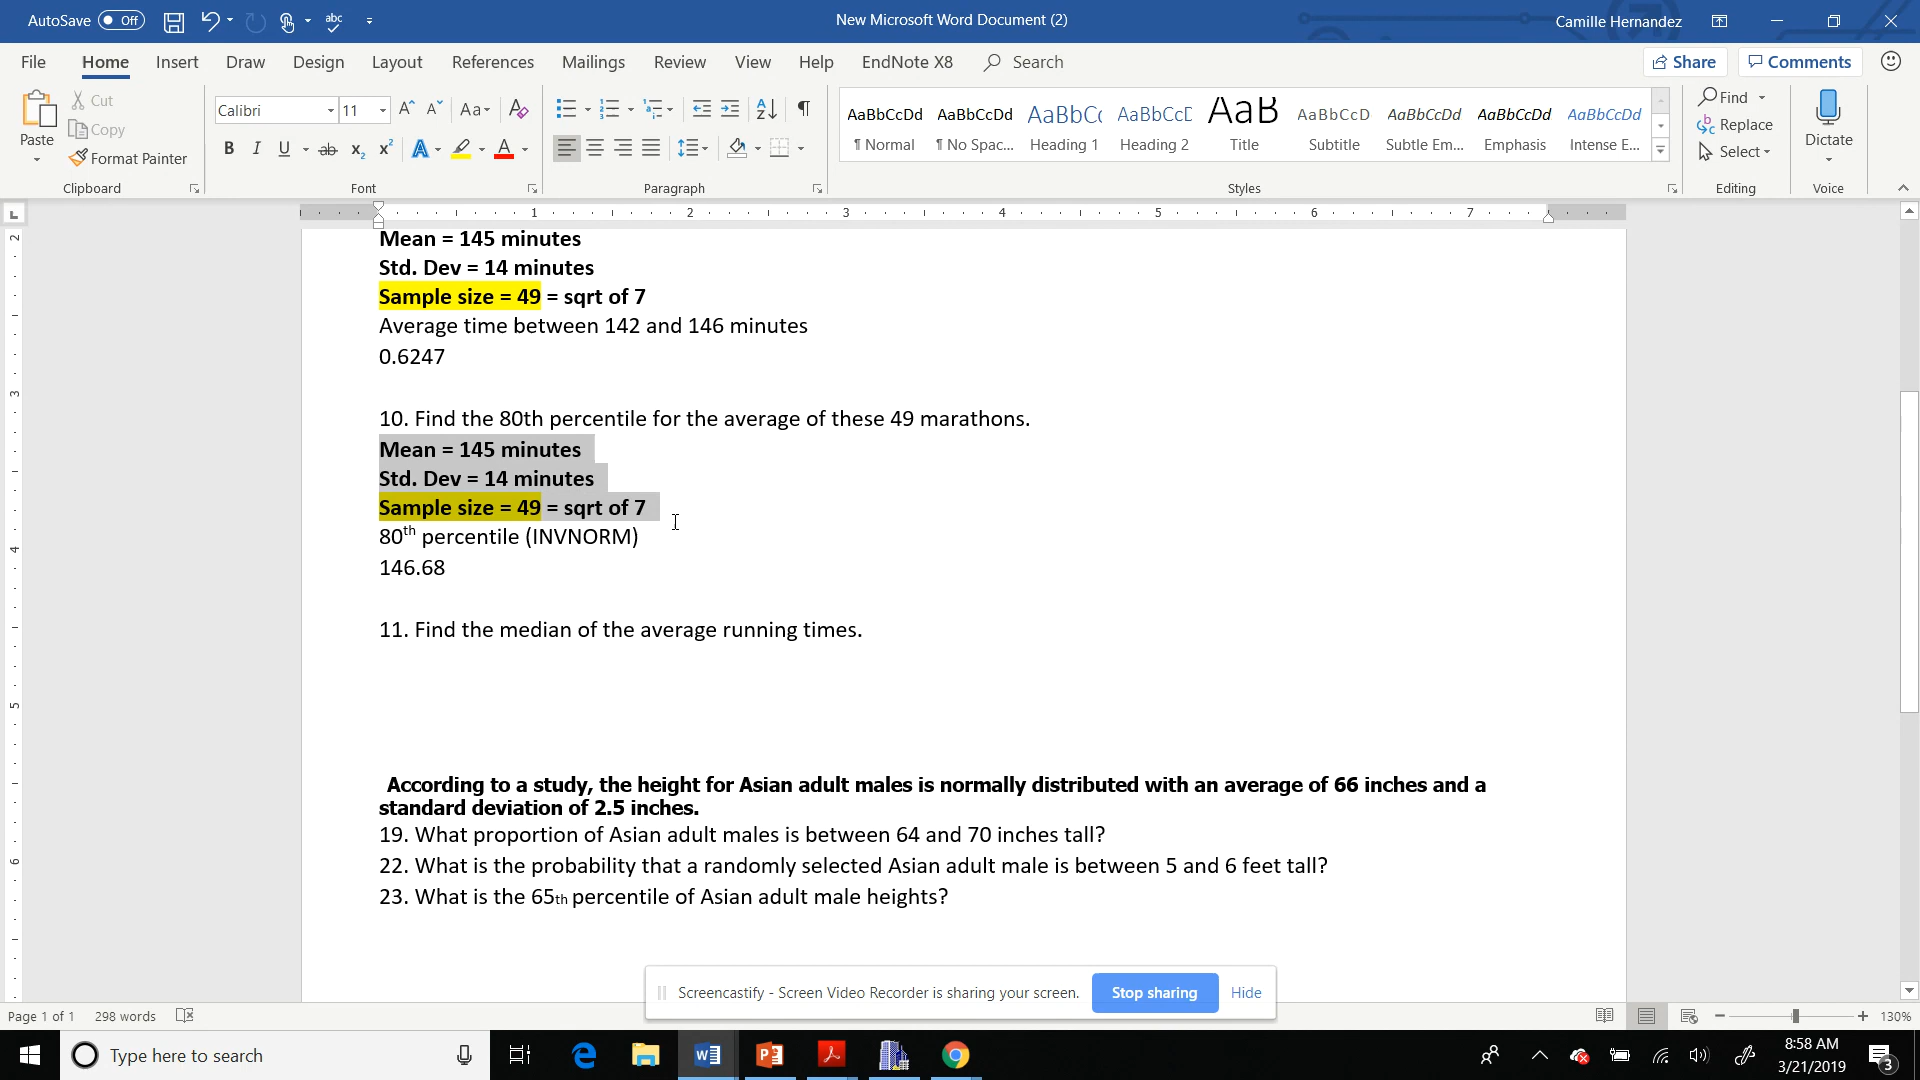 AutoSave Off
New Microsoft Word Document (2)
Camille Hernandez
File Home Insert Draw Design Layout References Mailings Review View Help EndNote X8 Search
Share Comments
Paste
Cut
Copy
Format Painter
Clipboard
Calibri 11
Font
Paragraph
AaBbCcDd AaBbCcDd AaBbCc AaBbCcD AaB AaBbCcD AaBbCcDd AaBbCcDd AaBbCcDd
¶ Normal ¶ No Spac... Heading 1 Heading 2 Title Subtitle Subtle Em... Emphasis Intense E...
Styles
Find
Replace
Select
Editing
Dictate
Voice
1 2 3 4 5 6 7
Mean = 145 minutes
Std. Dev = 14 minutes
Sample size = 49 = sqrt of 7
Average time between 142 and 146 minutes
0.6247
10. Find the 80th percentile for the average of these 49 marathons.
Mean = 145 minutes
Std. Dev = 14 minutes
Sample size = 49 = sqrt of 7
80th percentile (INVNORM)
146.68
11. Find the median of the average running times.
According to a study, the height for Asian adult males is normally distributed with an average of 66 inches and a
standard deviation of 2.5 inches.
19. What proportion of Asian adult males is between 64 and 70 inches tall?
22. What is the probability that a randomly selected Asian adult male is between 5 and 6 feet tall?
23. What is the 65th percentile of Asian adult male heights?
Screencastify - Screen Video Recorder is sharing your screen. Stop sharing Hide
Page 1 of 1 298 words
130%
Type here to search
8:58 AM
3/21/2019
3